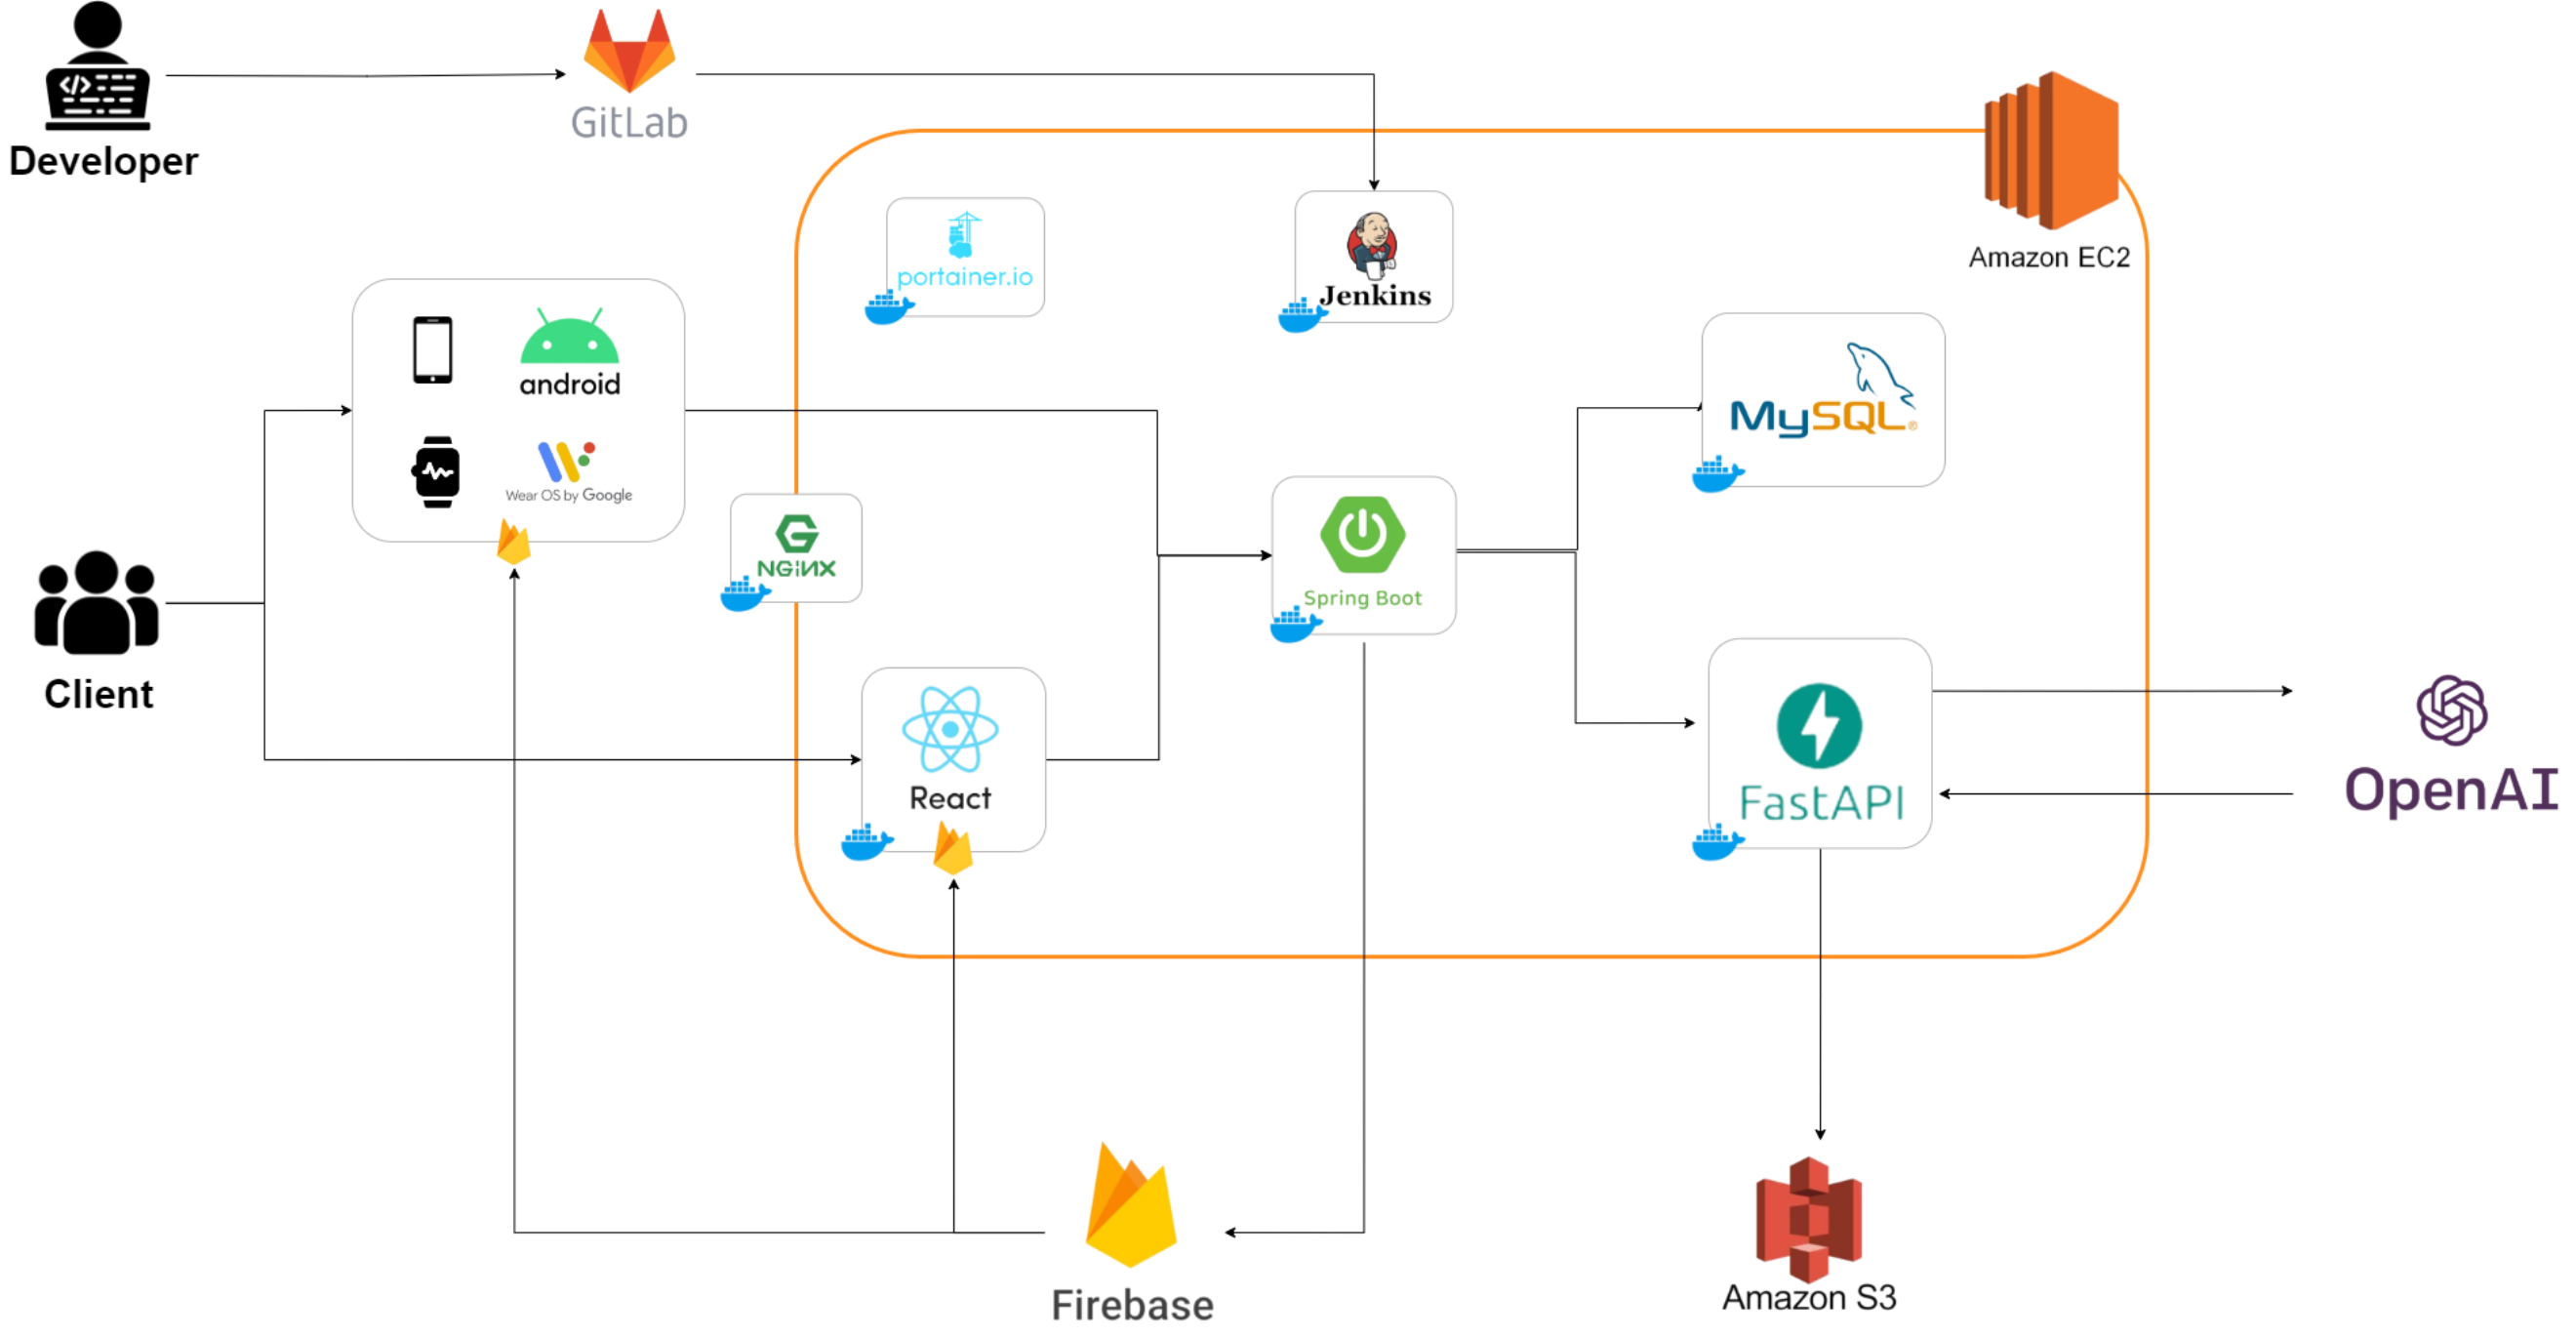 GitLab
Developer
Amazon EC2
portainer.io
Jenkins
android
Wear OS by Google
MySQL
NGINX
Spring Boot
Client
React
FastAPI
OpenAI
Firebase
Amazon S3